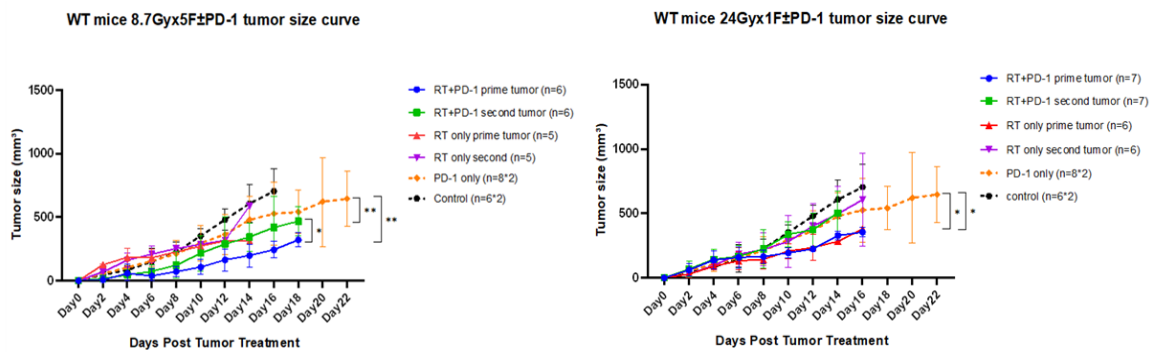 WT mice 8.7Gyx5F±PD-1 tumor size curve
Tumor size (mm³)
1500
1000
500
0
Day0 Day2 Day4 Day6 Day8 Day10 Day12 Day14 Day16 Day18 Day20 Day22
Days Post Tumor Treatment
RT+PD-1 prime tumor (n=6)
RT+PD-1 second tumor (n=6)
RT only prime tumor (n=5)
RT only second (n=5)
PD-1 only (n=8*2)
Control (n=6*2)
*
**
**
WT mice 24Gyx1F±PD-1 tumor size curve
Tumor size (mm³)
1500
1000
500
0
Day0 Day2 Day4 Day6 Day8 Day10 Day12 Day14 Day16 Day18 Day20 Day22
Days Post Tumor Treatment
RT+PD-1 prime tumor (n=7)
RT+PD-1 second tumor (n=7)
RT only prime tumor (n=6)
RT only second tumor (n=6)
PD-1 only (n=8*2)
control (n=6*2)
*
*